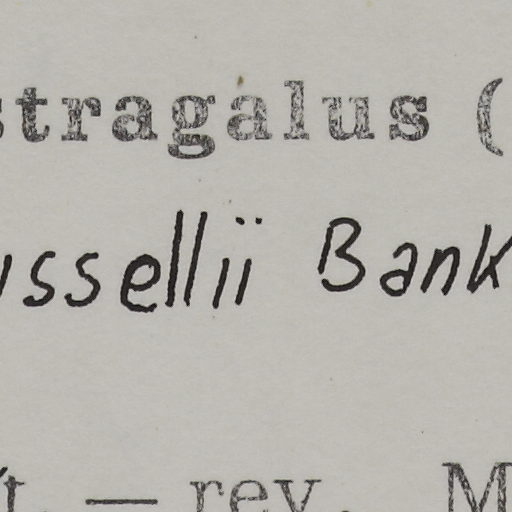 stragalus (
ussellii Bank
t. — rev. M